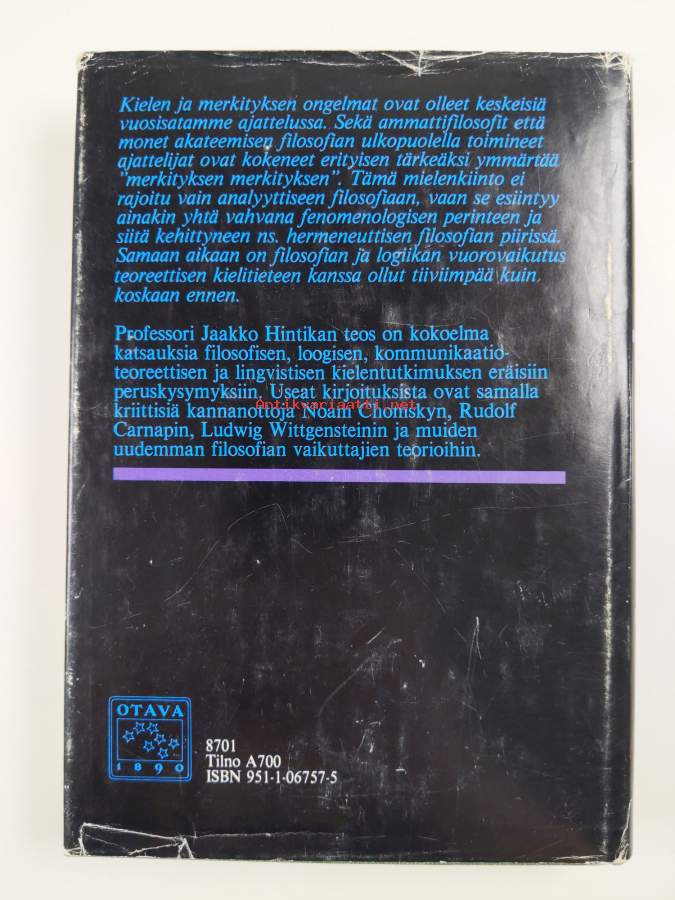 Kielen ja merkityksen ongelmat ovat olleet keskeisiä
vuosisatamme ajattelussa. Sekä ammattifilosofit että
monet akateemisen filosofian ulkopuolella toimineet
ajattelijat ovat kokeneet erityisen tärkeäksi ymmärtää
"merkityksen merkityksen". Tämä mielenkiinto ei
rajoitu vain analyyttiseen filosofiaan, vaan se esiintyy
ainakin yhtä vahvana fenomenologisen perinteen ja
siitä kehittyneen ns. hermeneuttisen filosofian piirissä.
Samaan aikaan on filosofian ja logiikan vuorovaikutus
teoreettisen kielitieteen kanssa ollut tiiviimpää kuin
koskaan ennen.
Professori Jaakko Hintikan teos on kokoelma
katsauksia filosofisen, loogisen, kommunikaatio-
teoreettisen ja lingvistisen kielentutkimuksen eräisiin
peruskysymyksiin. Useat kirjoituksista ovat samalla
Antikvariaatti.net
kriittisiä kannanottoja Noam Chomskyn, Rudolf
Carnapin, Ludwig Wittgensteinin ja muiden
uudemman filosofian vaikuttajien teorioihin.
OTAVA
1890
8701
Tilno A700
ISBN 951-1-06757-5